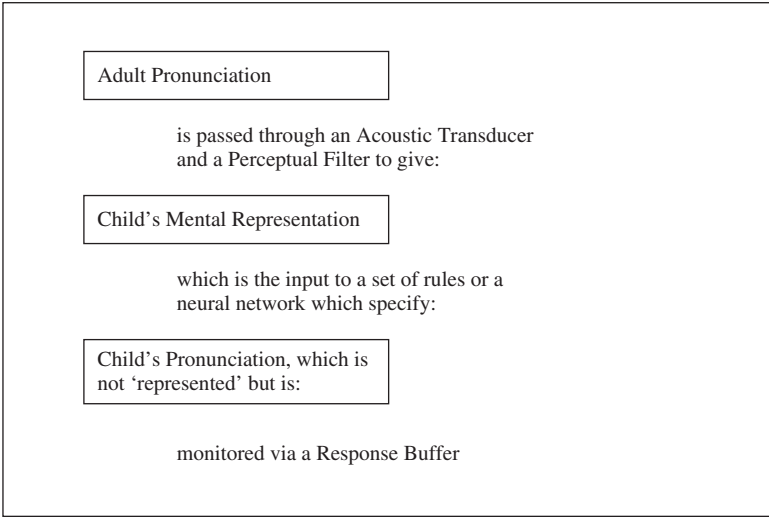 Adult Pronunciation
is passed through an Acoustic Transducer
and a Perceptual Filter to give:
Child’s Mental Representation
which is the input to a set of rules or a
neural network which specify:
Child’s Pronunciation, which is
not ‘represented’ but is:
monitored via a Response Buffer